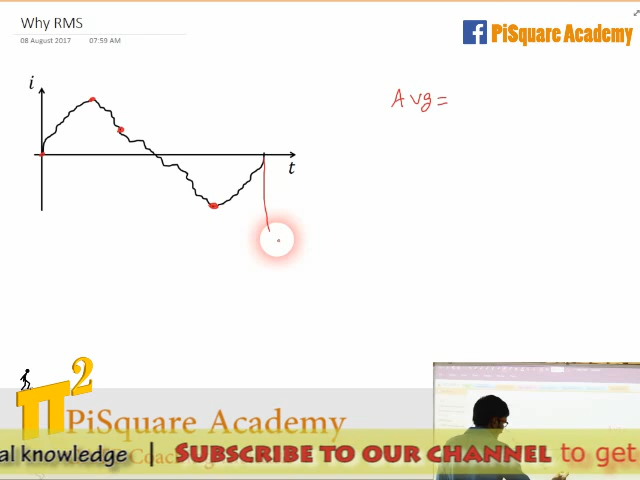 Why RMS
08 August 2017 07:59 AM
PiSquare Academy
i
Avg=
t
π2
PiSquare Academy
al knowledge | SUBSCRIBE TO OUR CHANNEL to get